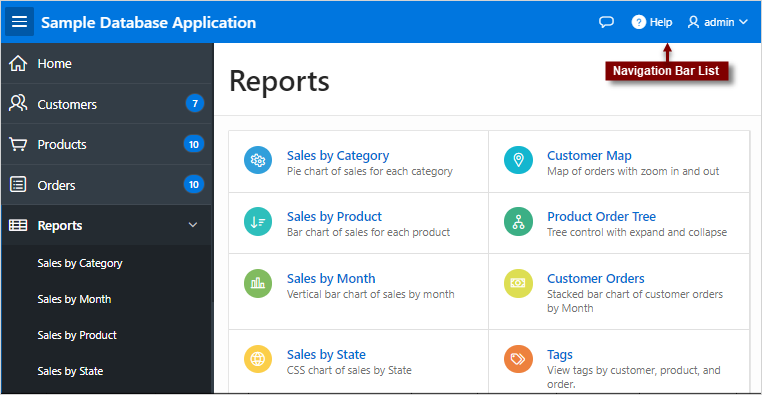 Sample Database Application
? Help
admin
Navigation Bar List
Home
Customers 7
Products 10
Orders 10
Reports
Sales by Category
Sales by Month
Sales by Product
Sales by State
Reports
Sales by Category
Pie chart of sales for each category
Customer Map
Map of orders with zoom in and out
Sales by Product
Bar chart of sales for each product
Product Order Tree
Tree control with expand and collapse
Sales by Month
Vertical bar chart of sales by month
Customer Orders
Stacked bar chart of customer orders
by Month
Sales by State
CSS chart of sales by State
Tags
View tags by customer, product, and
order.